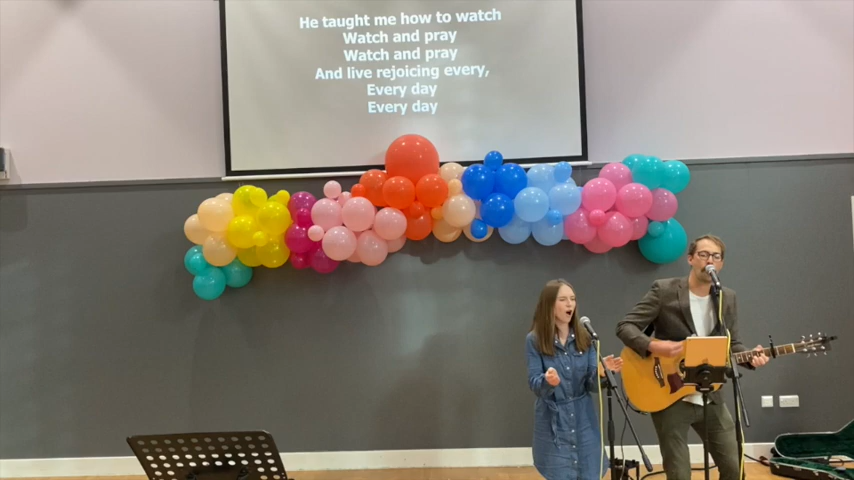 He taught me how to watch
Watch and pray
Watch and pray
And live rejoicing every,
Every day
Every day